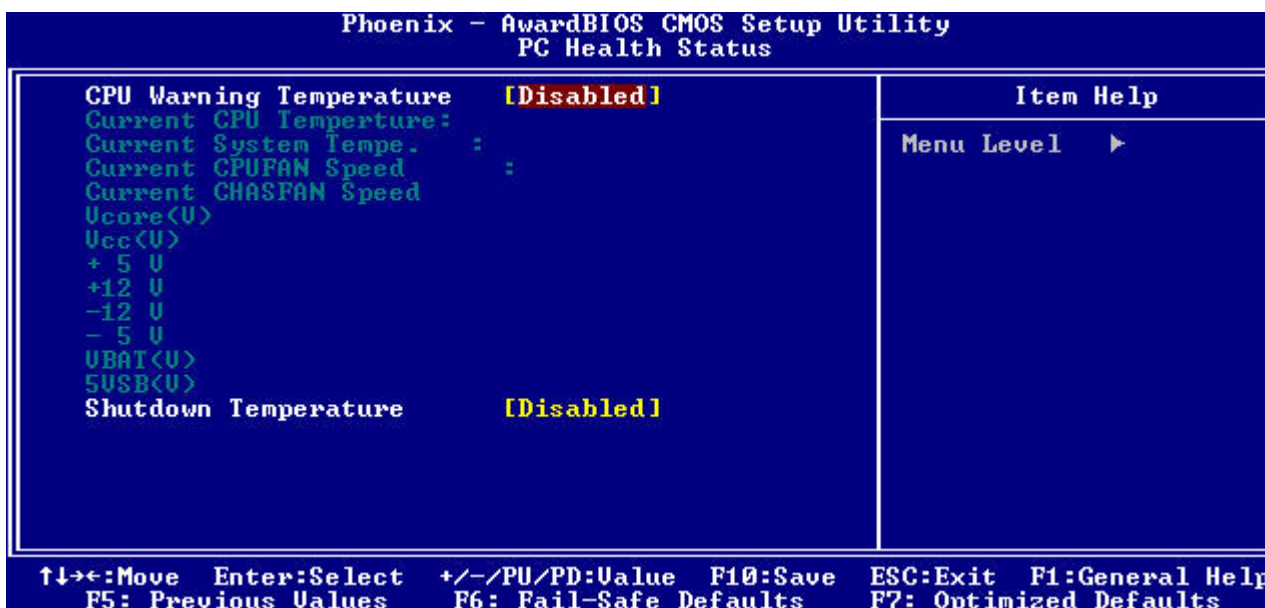 Phoenix – AwardBIOS CMOS Setup Utility
PC Health Status
CPU Warning Temperature [Disabled]
Current CPU Temperture:
Current System Tempe. :
Current CPUFAN Speed :
Current CHASFAN Speed
Vcore(V)
Vcc(V)
+ 5 V
+12 V
-12 V
- 5 V
VBAT(V)
5VSB(V)
Shutdown Temperature [Disabled]
Item Help
Menu Level ▶
↑↓→←:Move Enter:Select +/-/PU/PD:Value F10:Save ESC:Exit F1:General Help
F5: Previous Values F6: Fail-Safe Defaults F7: Optimized Defaults